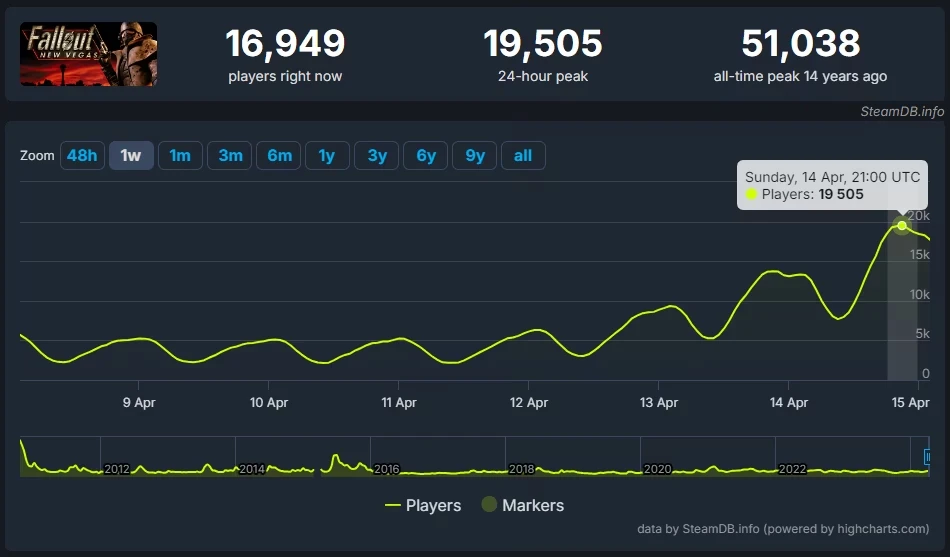 Fallout
NEW VEGAS
16,949
players right now
19,505
24-hour peak
51,038
all-time peak 14 years ago
SteamDB.info
Zoom 48h 1w 1m 3m 6m 1y 3y 6y 9y all
Sunday, 14 Apr, 21:00 UTC
Players: 19 505
20k
15k
10k
5k
0
9 Apr 10 Apr 11 Apr 12 Apr 13 Apr 14 Apr 15 Apr
2012 2014 2016 2018 2020 2022
Players Markers
data by SteamDB.info (powered by highcharts.com)